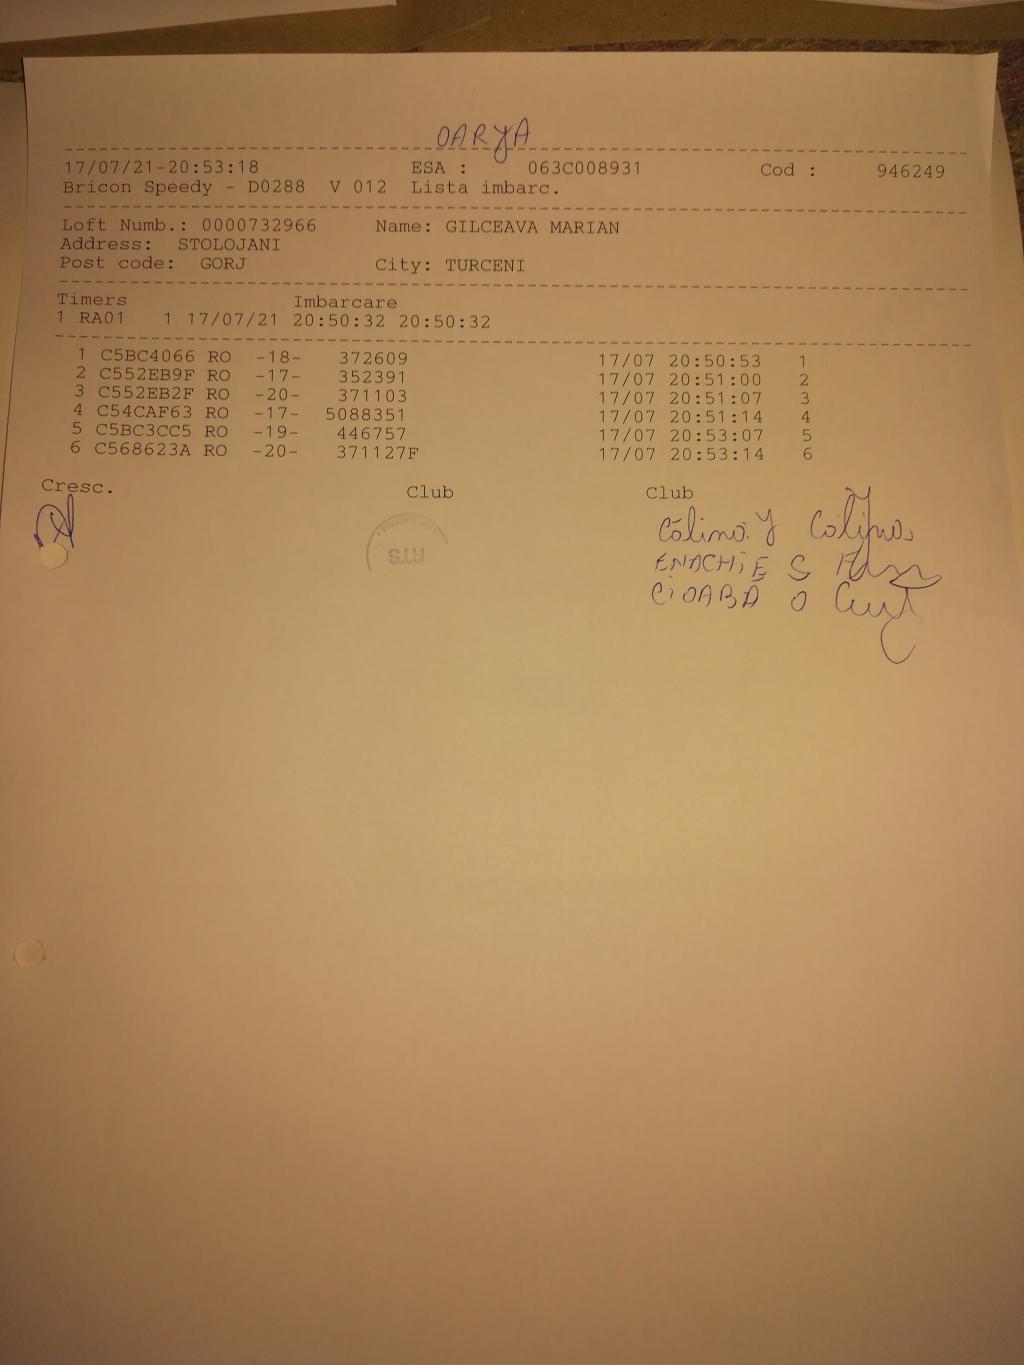 OARJA
17/07/21-20:53:18 ESA : 063C008931 Cod : 946249
Bricon Speedy - D0288 V 012 Lista imbarc.
Loft Numb.: 0000732966 Name: GILCEAVA MARIAN
Address: STOLOJANI
Post code: GORJ City: TURCENI
Timers Imbarcare
1 RA01 1 17/07/21 20:50:32 20:50:32
1 C5BC4066 RO -18- 372609 17/07 20:50:53 1
2 C552EB9F RO -17- 352391 17/07 20:51:00 2
3 C552EB2F RO -20- 371103 17/07 20:51:07 3
4 C54CAF63 RO -17- 5088351 17/07 20:51:14 4
5 C5BC3CC5 RO -19- 446757 17/07 20:53:07 5
6 C568623A RO -20- 371127F 17/07 20:53:14 6
Cresc. Club Club
RTS
ENACHIE S
CIOABĂ O